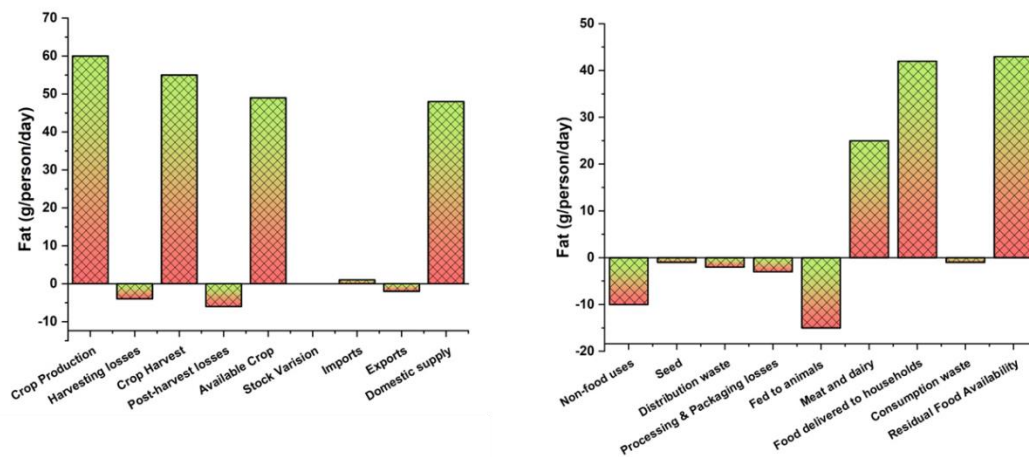 Fat (g/person/day)
70
60
50
40
30
20
10
0
-10
Crop Production
Harvesting losses
Crop Harvest
Post-harvest losses
Available Crop
Stock Varision
Imports
Exports
Domestic supply
Fat (g/person/day)
50
40
30
20
10
0
-10
-20
Non-food uses
Seed
Distribution waste
Processing & Packaging losses
Fed to animals
Meat and dairy
Food delivered to households
Consumption waste
Residual Food Availability